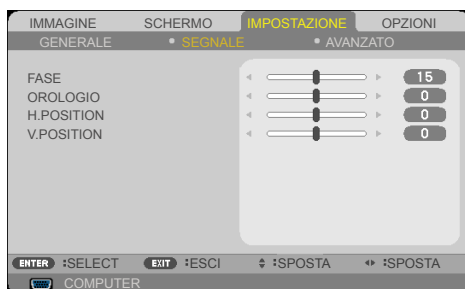 IMMAGINE SCHERMO IMPOSTAZIONE OPZIONI
GENERALE • SEGNALE • AVANZATO
FASE 15
OROLOGIO 0
H.POSITION 0
V.POSITION 0
ENTER :SELECT EXIT :ESCI :SPOSTA :SPOSTA
COMPUTER